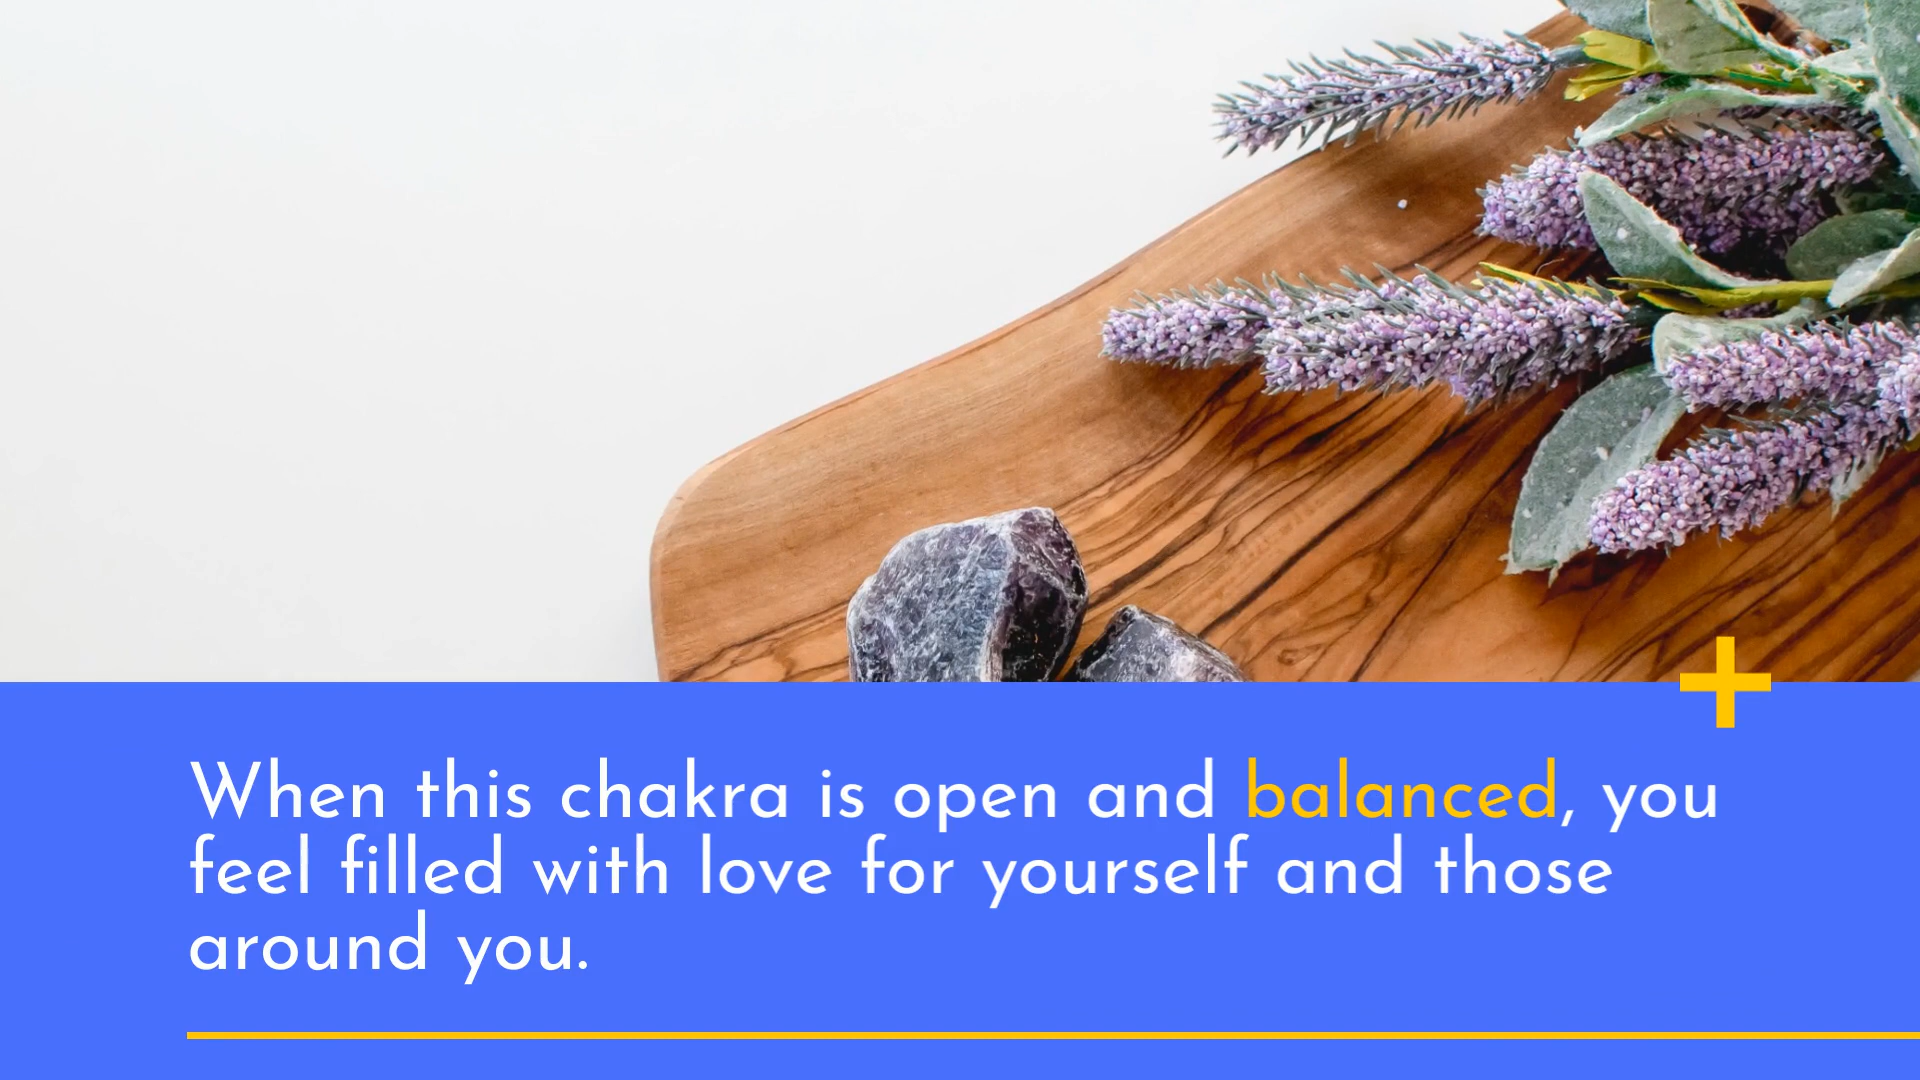 When this chakra is open and balanced, you
feel filled with love for yourself and those
around you.